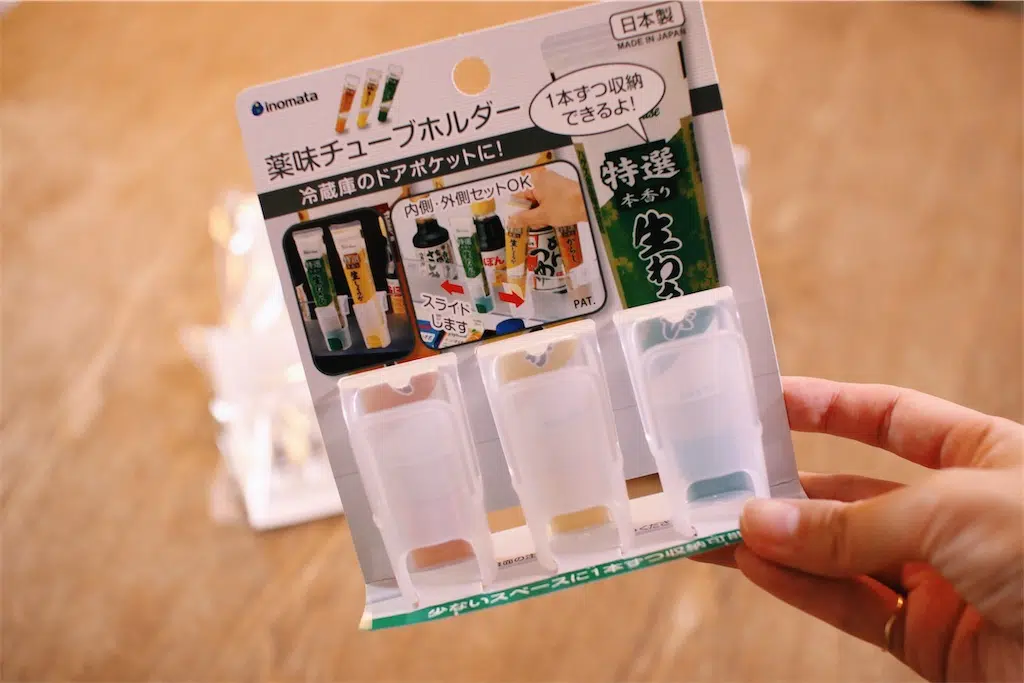 日本製
MADE IN JAPAN
inomata
薬味チューブホルダー
1本ずつ収納
できるよ!
冷蔵庫のドアポケットに!
内側・外側セットOK
スライド
します
PAT.
特選
本香り
生わさ
少ないスペースに1本ずつ収納可能